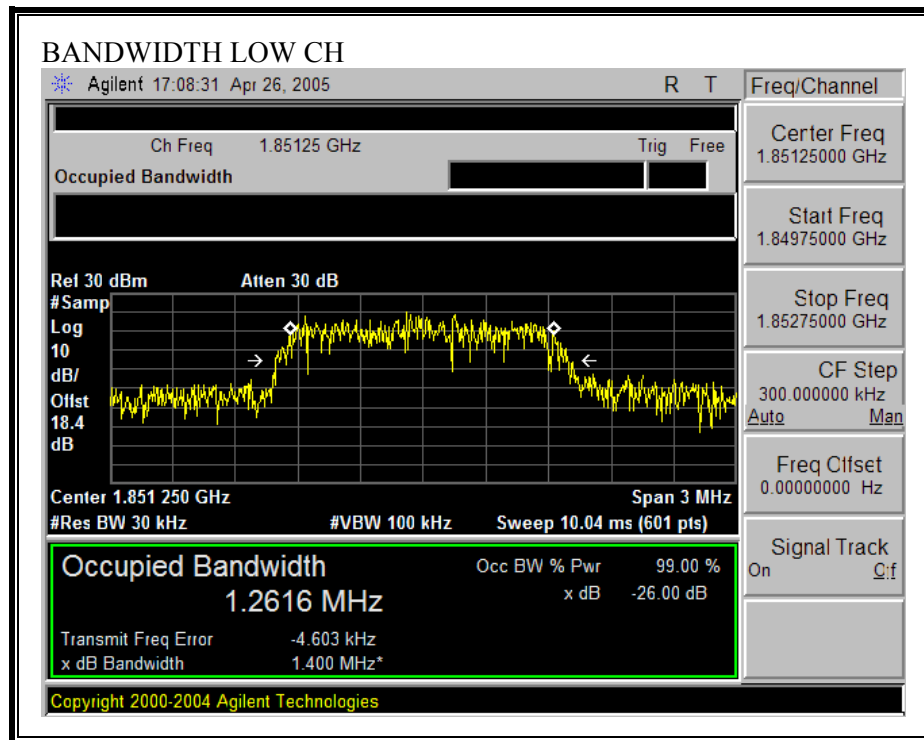 BANDWIDTH LOW CH
Agilent 17:08:31 Apr 26, 2005 R T
Freq/Channel
Ch Freq 1.85125 GHz Trig Free
Occupied Bandwidth
Center Freq
1.85125000 GHz
Start Freq
1.84975000 GHz
Stop Freq
1.85275000 GHz
CF Step
300.000000 kHz
Auto Man
Freq Offset
0.00000000 Hz
Signal Track
On Off
Ref 30 dBm Atten 30 dB
#Samp
Log
10
dB/
Offst
18.4
dB
Center 1.851 250 GHz Span 3 MHz
#Res BW 30 kHz #VBW 100 kHz Sweep 10.04 ms (601 pts)
Occupied Bandwidth
1.2616 MHz
Occ BW % Pwr 99.00 %
x dB -26.00 dB
Transmit Freq Error -4.603 kHz
x dB Bandwidth 1.400 MHz*
Copyright 2000-2004 Agilent Technologies